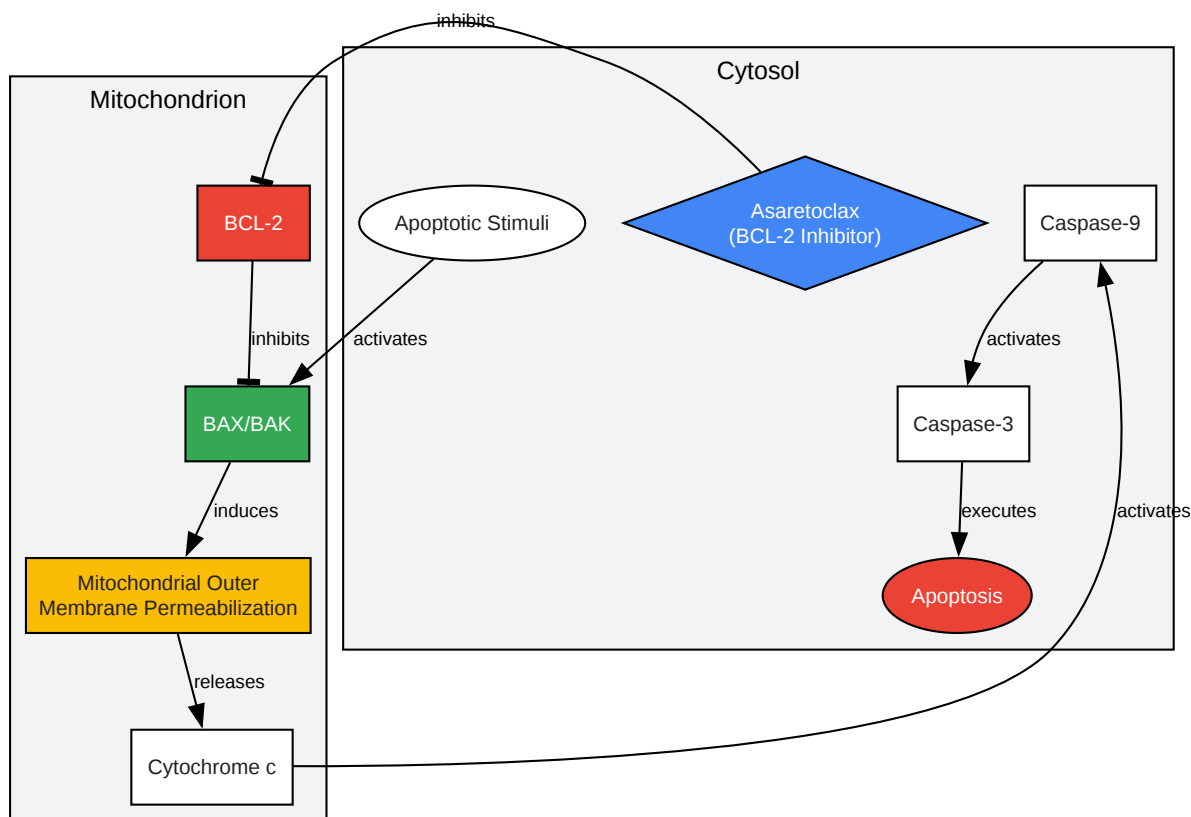 inhibits
Cytosol
Mitochondrion
BCL-2
Apoptotic Stimuli
Asaretoclax
(BCL-2 Inhibitor)
Caspase-9
inhibits
activates
activates
BAX/BAK
Caspase-3
induces
executes
activates
Mitochondrial Outer
Membrane Permeabilization
Apoptosis
releases
Cytochrome c